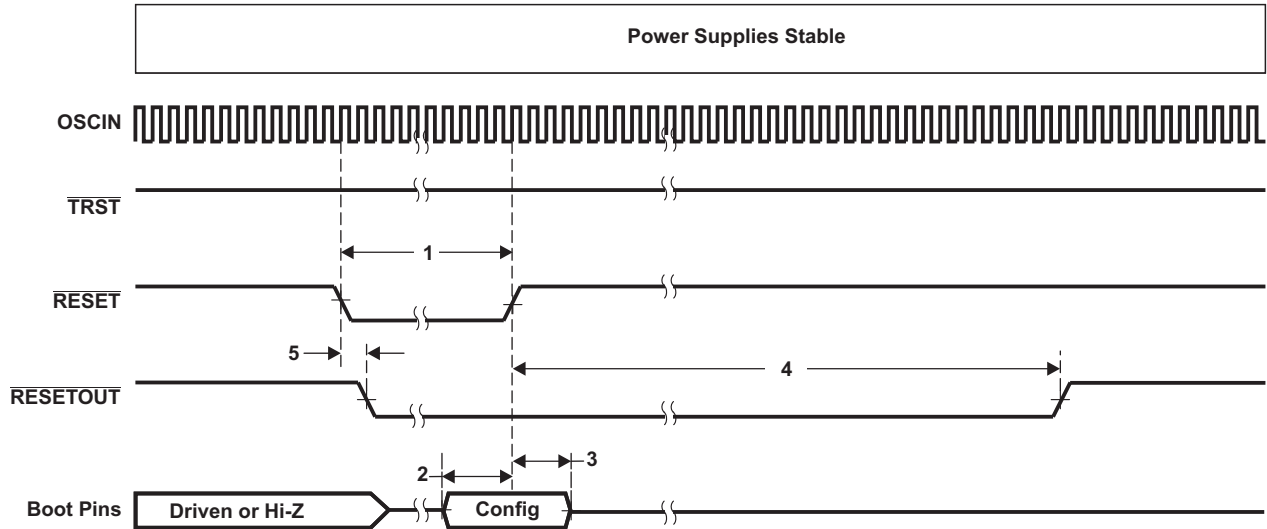 Power Supplies Stable
OSCIN
TRST
1
RESET
5
4
RESETOUT
3
2
Boot Pins
Driven or Hi-Z
Config